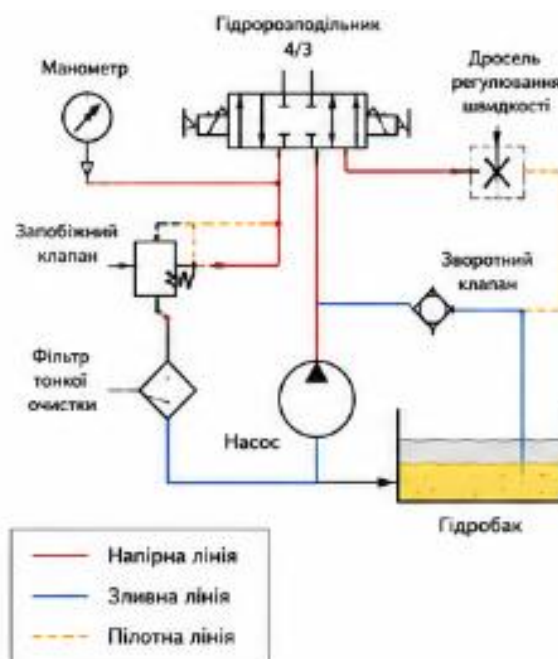 Гідророзподільник
4/3
Манометр
Дросель
регулювання
швидкості
Запобіжний
клапан
Зворотний
клапан
Фільтр
тонкої
очистки
Насос
Гідробак
Напірна лінія
Зливна лінія
Пілотна лінія